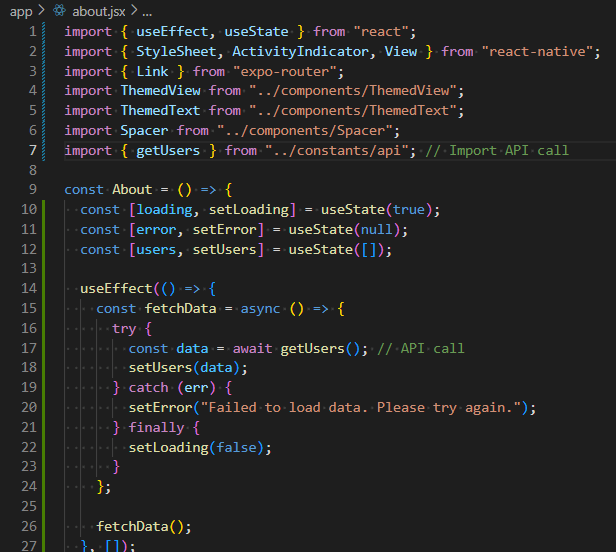 app > about.jsx > ...
1 import { useEffect, useState } from "react";
2 import { StyleSheet, ActivityIndicator, View } from "react-native";
3 import { Link } from "expo-router";
4 import ThemedView from "../components/ThemedView";
5 import ThemedText from "../components/ThemedText";
6 import Spacer from "../components/Spacer";
7 import { getUsers } from "../constants/api"; // Import API call
8
9 const About = () => {
10   const [loading, setLoading] = useState(true);
11   const [error, setError] = useState(null);
12   const [users, setUsers] = useState([]);
13
14   useEffect(() => {
15     const fetchData = async () => {
16       try {
17         const data = await getUsers(); // API call
18         setUsers(data);
19       } catch (err) {
20         setError("Failed to load data. Please try again.");
21       } finally {
22         setLoading(false);
23       }
24     };
25
26     fetchData();
27   }, []);